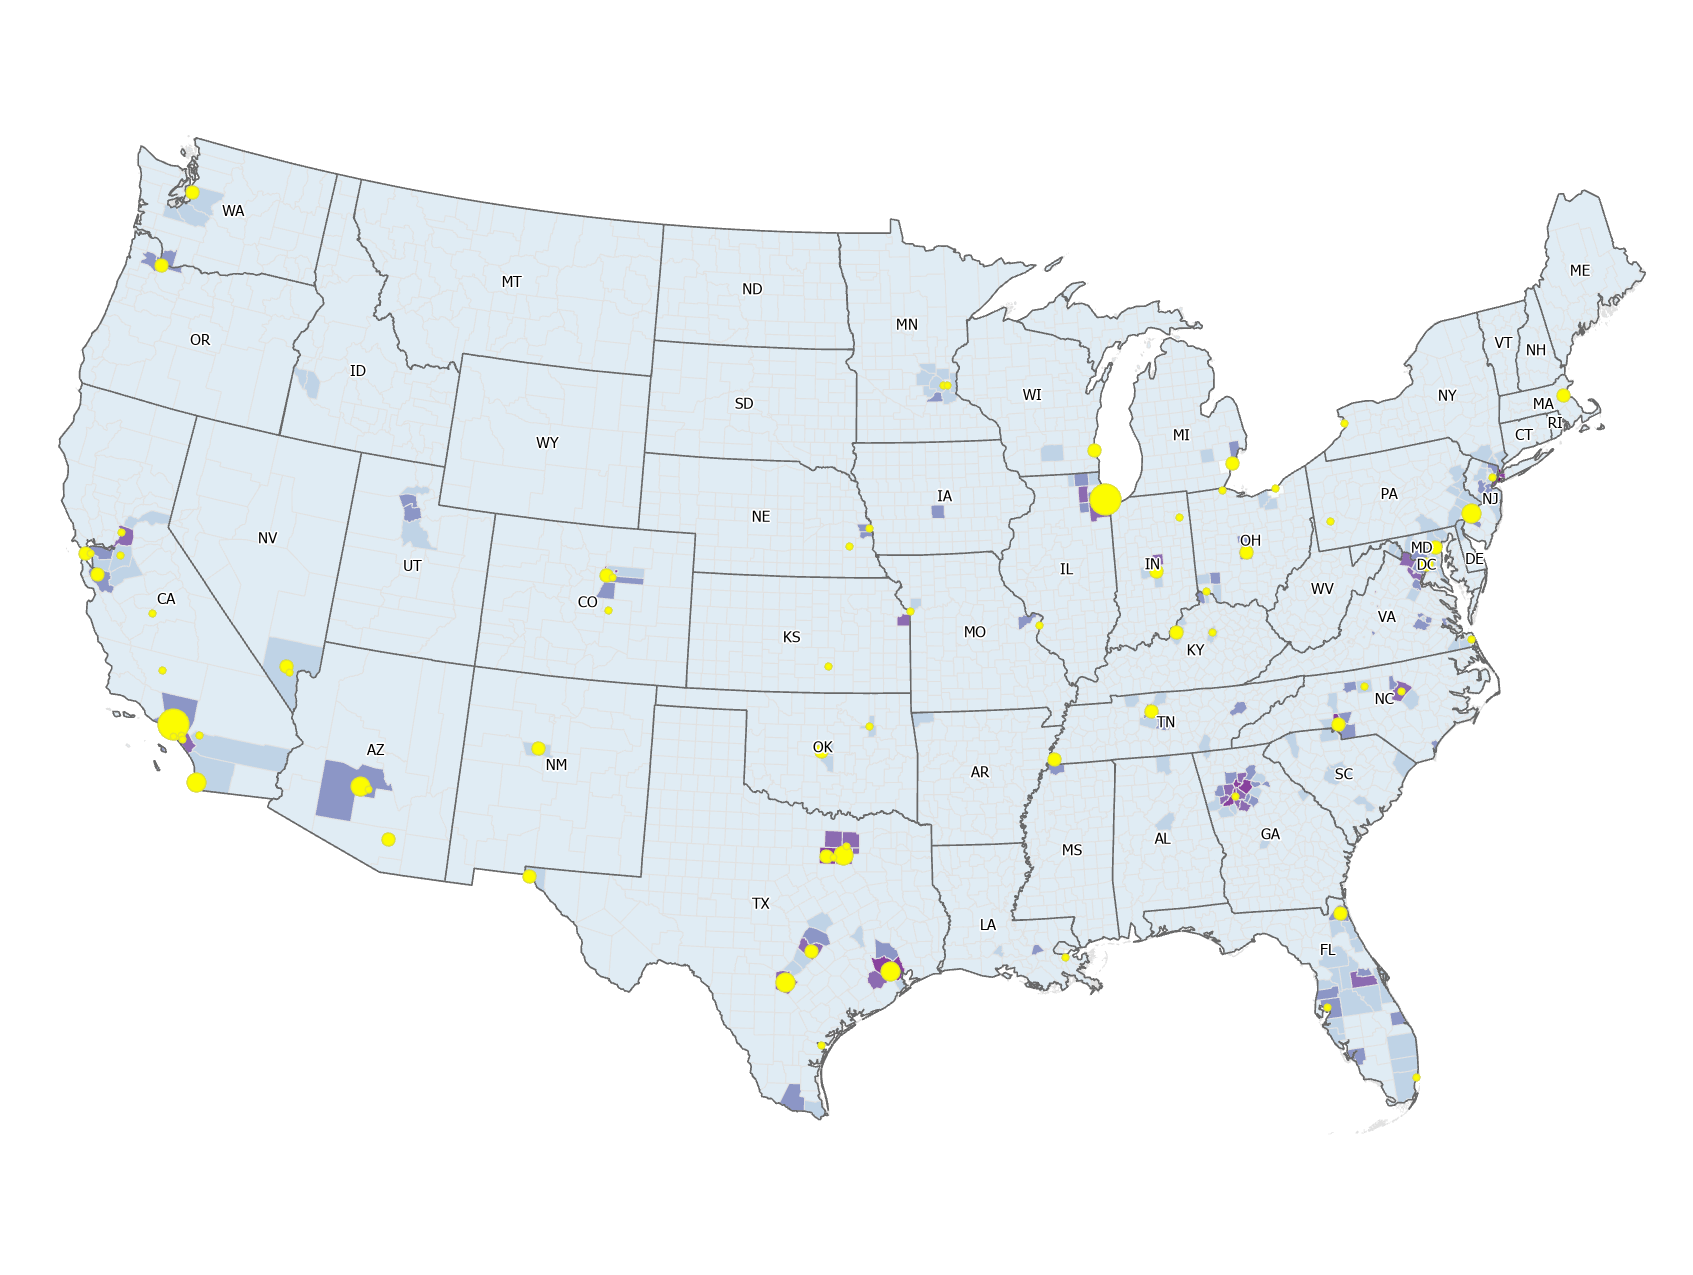 WA
MT
ND
MN
ME
OR
ID
SD
WI
MI
NY
VT
NH
MA
RI
CT
WY
NE
IA
PA
NJ
NV
UT
CO
KS
MO
IL
IN
OH
WV
MD
DC
DE
VA
KY
CA
AZ
NM
OK
AR
TN
NC
SC
MS
AL
GA
TX
LA
FL